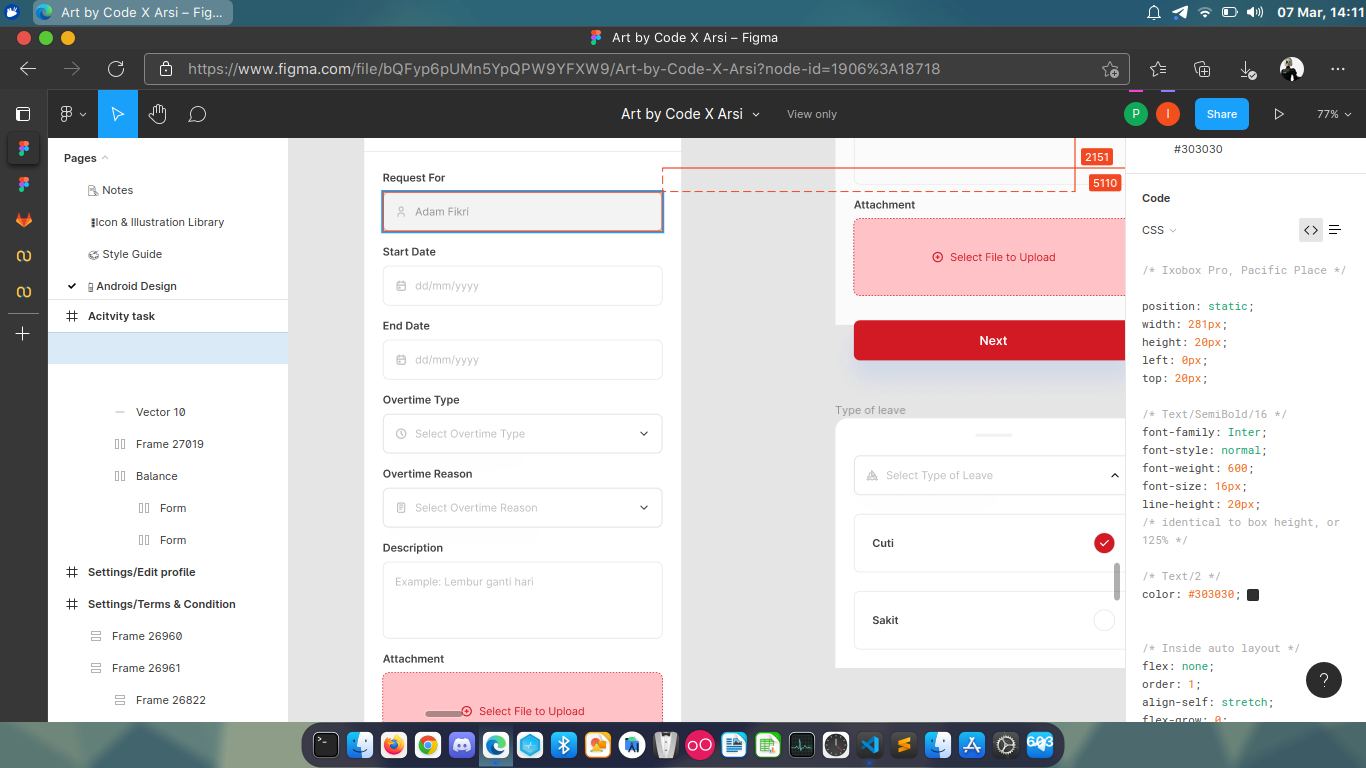 Art by Code X Arsi – Fig...
07 Mar, 14:11
Art by Code X Arsi – Figma
https://www.figma.com/file/bQFyp6pUMn5YpQPW9YFXW9/Art-by-Code-X-Arsi?node-id=1906%3A18718
Art by Code X Arsi
View only
P
I
Share
77%
Pages
Notes
Icon & Illustration Library
Style Guide
Android Design
Acitvity task
Vector 10
Frame 27019
Balance
Form
Form
Settings/Edit profile
Settings/Terms & Condition
Frame 26960
Frame 26961
Frame 26822
Request For
Adam Fikri
Start Date
dd/mm/yyyy
End Date
dd/mm/yyyy
Overtime Type
Select Overtime Type
Overtime Reason
Select Overtime Reason
Description
Example: Lembur ganti hari
Attachment
Select File to Upload
2151
5110
Attachment
Select File to Upload
Next
Type of leave
Select Type of Leave
Cuti
Sakit
#303030
Code
CSS
/* Ixobox Pro, Pacific Place */
position: static;
width: 281px;
height: 20px;
left: 0px;
top: 20px;
/* Text/SemiBold/16 */
font-family: Inter;
font-style: normal;
font-weight: 600;
font-size: 16px;
line-height: 20px;
/* identical to box height, or
125% */
/* Text/2 */
color: #303030;
/* Inside auto layout */
flex: none;
order: 1;
align-self: stretch;
flex-grow: 0;
?
603